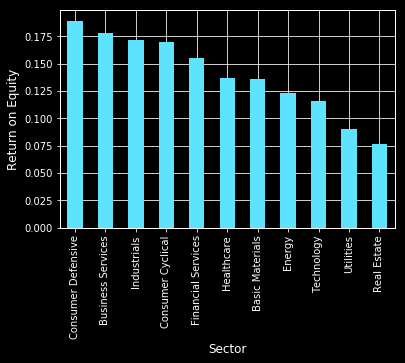 Return on Equity
0.175
0.150
0.125
0.100
0.075
0.050
0.025
0.000
Consumer Defensive
Business Services
Industrials
Consumer Cyclical
Financial Services
Healthcare
Basic Materials
Energy
Technology
Utilities
Real Estate
Sector